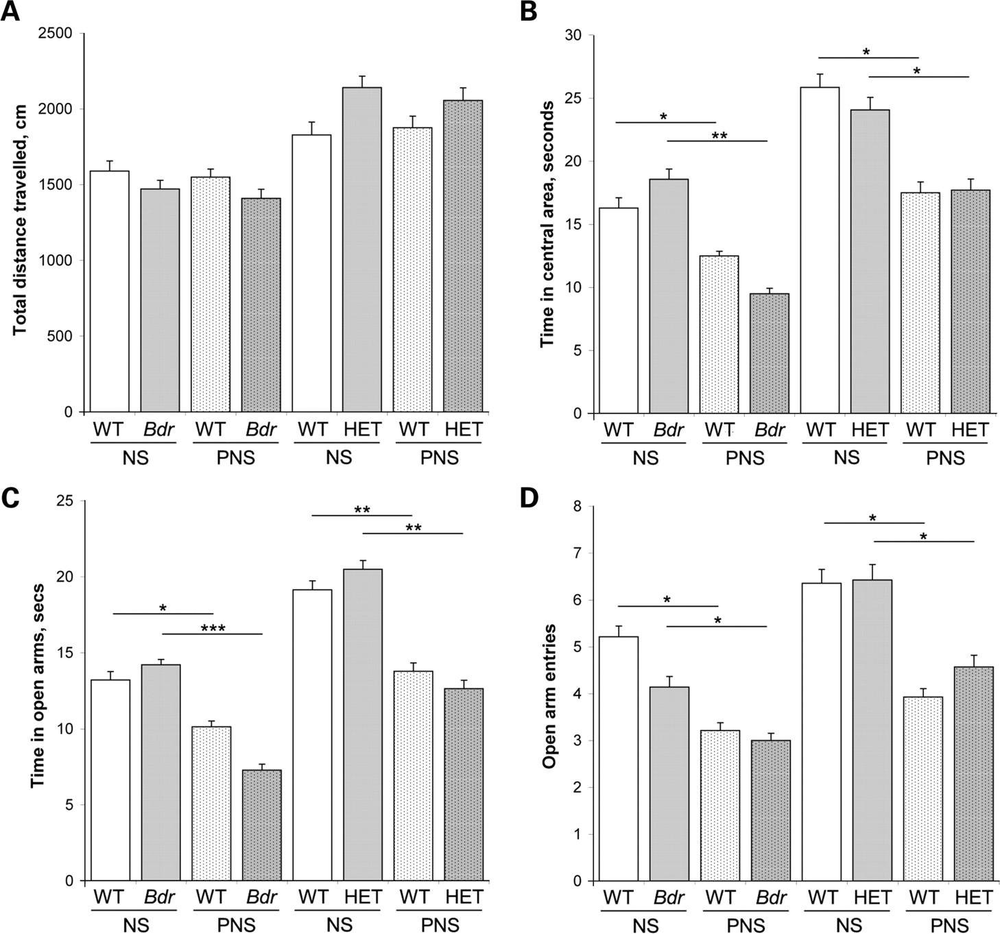 A
Total distance travelled, cm
2500
2000
1500
1000
500
0
WT Bdr WT Bdr WT HET WT HET
NS PNS NS PNS
B
Time in central area, seconds
30
25
20
15
10
5
0
* ** * *
WT Bdr WT Bdr WT HET WT HET
NS PNS NS PNS
C
Time in open arms, secs
25
20
15
10
5
0
* *** ** **
WT Bdr WT Bdr WT HET WT HET
NS PNS NS PNS
D
Open arm entries
8
7
6
5
4
3
2
1
0
* * * *
WT Bdr WT Bdr WT HET WT HET
NS PNS NS PNS